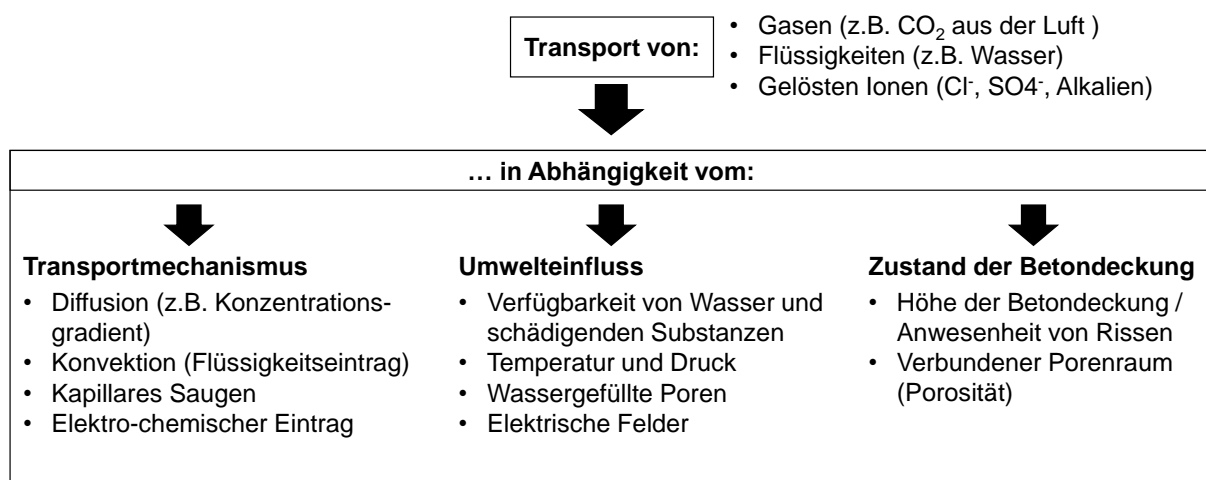 Transport von:
• Gasen (z.B. CO₂ aus der Luft )
• Flüssigkeiten (z.B. Wasser)
• Gelösten Ionen (Cl⁻, SO4⁻, Alkalien)
… in Abhängigkeit vom:
Transportmechanismus
• Diffusion (z.B. Konzentrations-
gradient)
• Konvektion (Flüssigkeitseintrag)
• Kapillares Saugen
• Elektro-chemischer Eintrag
Umwelteinfluss
• Verfügbarkeit von Wasser und
schädigenden Substanzen
• Temperatur und Druck
• Wassergefüllte Poren
• Elektrische Felder
Zustand der Betondeckung
• Höhe der Betondeckung /
Anwesenheit von Rissen
• Verbundener Porenraum
(Porosität)